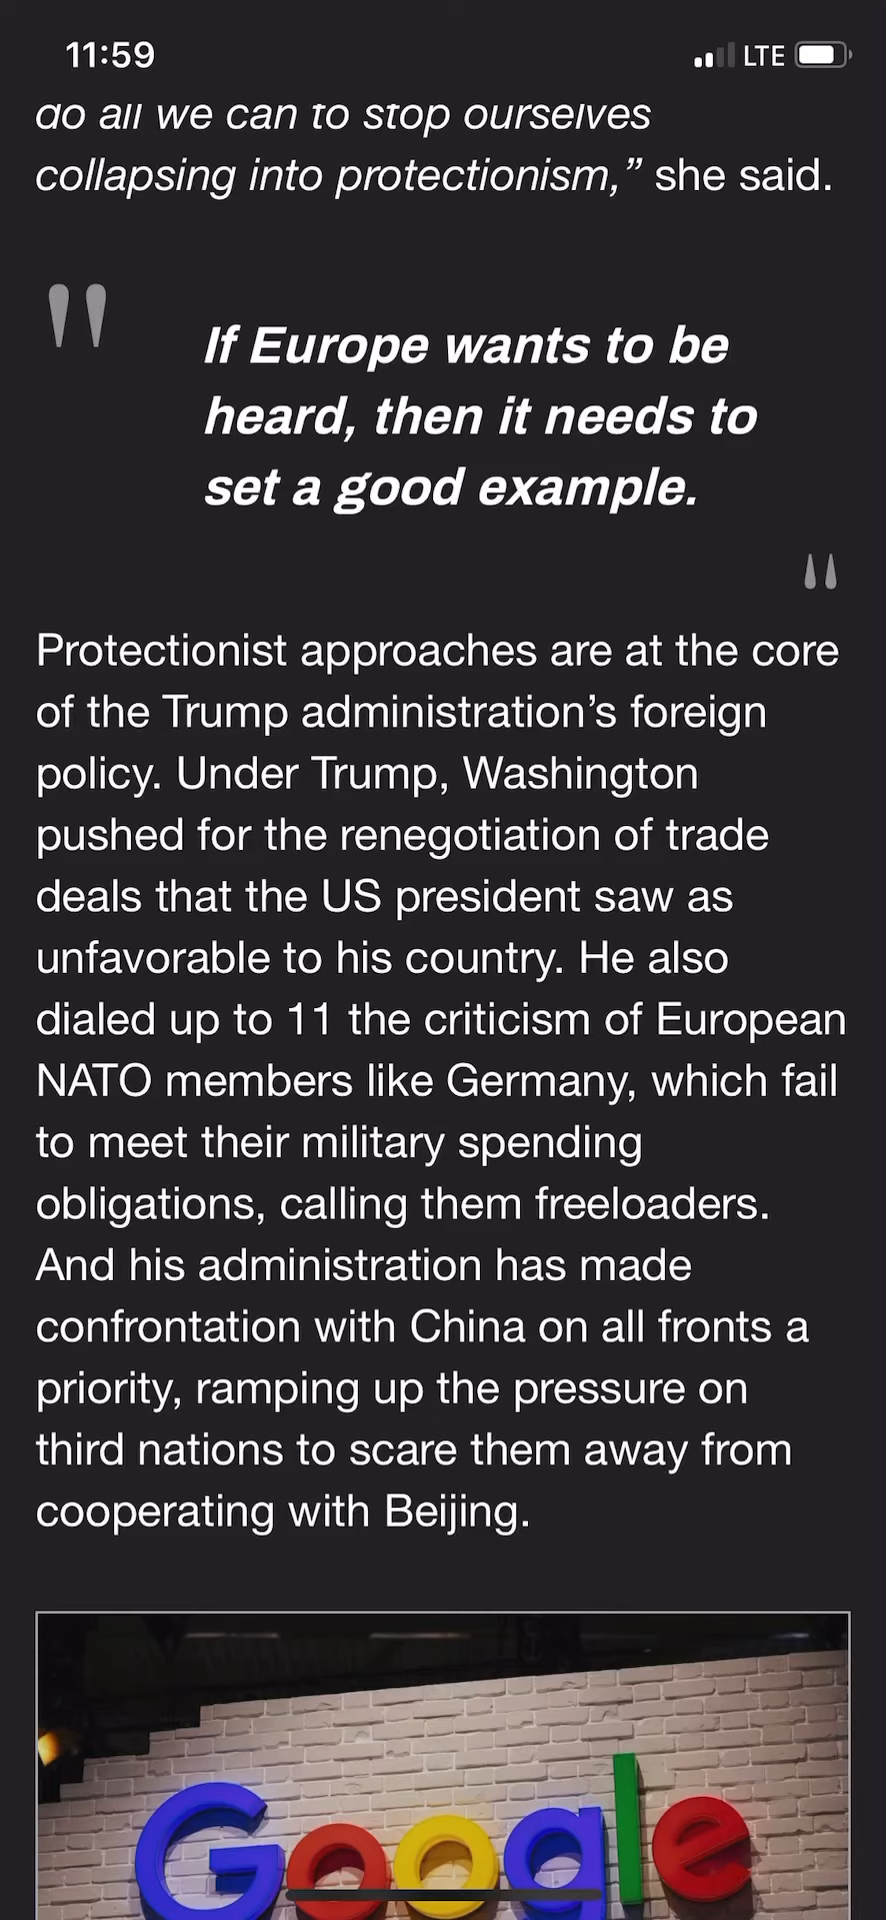 11:59
LTE
do all we can to stop ourselves
collapsing into protectionism,” she said.
"
If Europe wants to be
heard, then it needs to
set a good example.
"
Protectionist approaches are at the core
of the Trump administration’s foreign
policy. Under Trump, Washington
pushed for the renegotiation of trade
deals that the US president saw as
unfavorable to his country. He also
dialed up to 11 the criticism of European
NATO members like Germany, which fail
to meet their military spending
obligations, calling them freeloaders.
And his administration has made
confrontation with China on all fronts a
priority, ramping up the pressure on
third nations to scare them away from
cooperating with Beijing.
Google